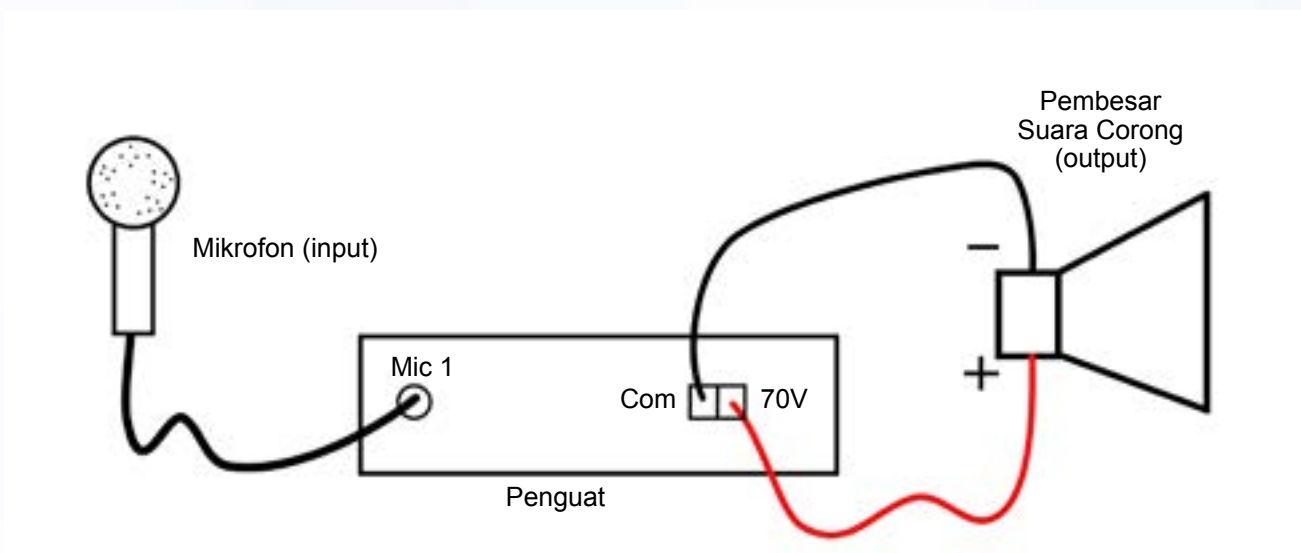 Pembesar
Suara Corong
(output)
Mikrofon (input)
−
+
Mic 1
Com
70V
Penguat